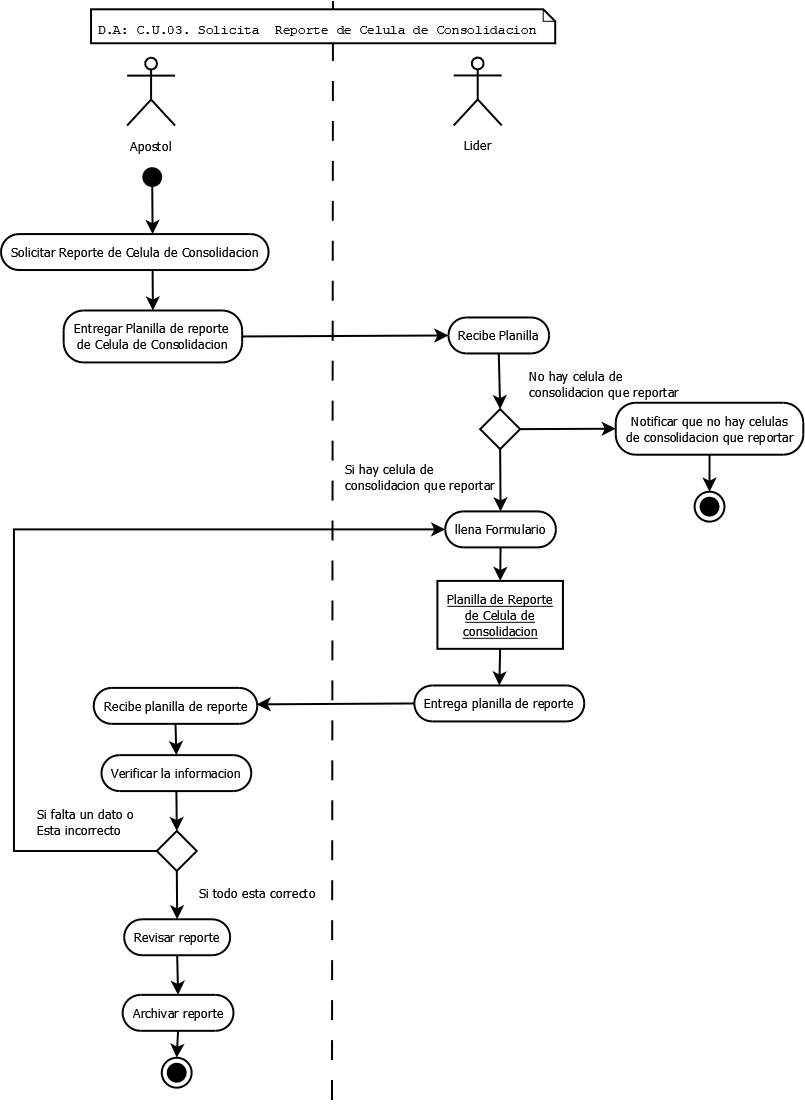 D.A: C.U.03. Solicita  Reporte de Celula de Consolidacion
Apostol
Lider
Solicitar Reporte de Celula de Consolidacion
Entregar Planilla de reporte
de Celula de Consolidacion
Recibe Planilla
No hay celula de
consolidacion que reportar
Notificar que no hay celulas
de consolidacion que reportar
Si hay celula de
consolidacion que reportar
llena Formulario
Planilla de Reporte
de Celula de
consolidacion
Entrega planilla de reporte
Recibe planilla de reporte
Verificar la informacion
Si falta un dato o
Esta incorrecto
Si todo esta correcto
Revisar reporte
Archivar reporte